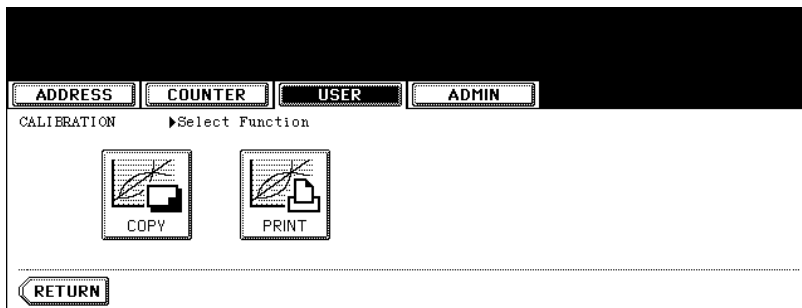 ADDRESS COUNTER USER ADMIN
CALIBRATION ▶Select Function
COPY PRINT
RETURN